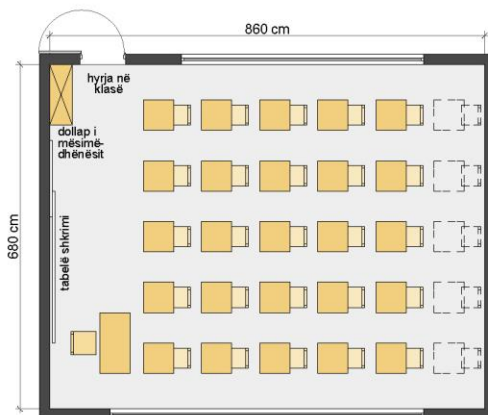 860 cm
hyrja në
klasë
dollap i
mësimë-
dhënësit
680 cm
tabelë shkrimi